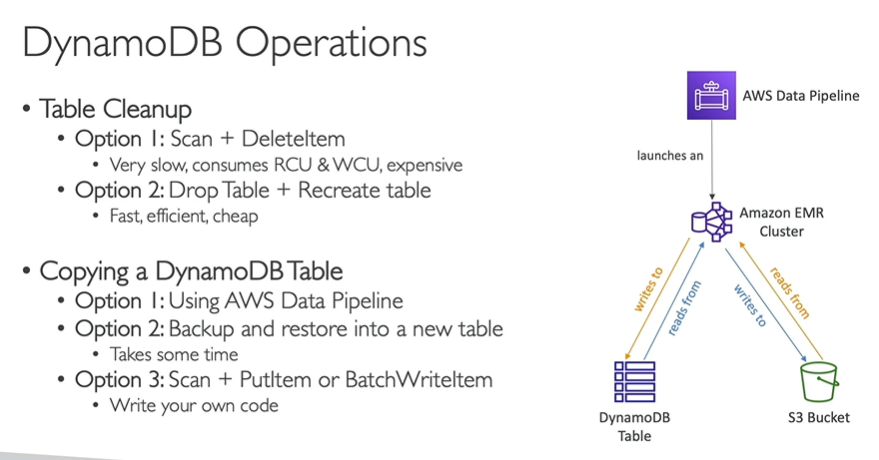 DynamoDB Operations
• Table Cleanup
• Option 1: Scan + DeleteItem
• Very slow, consumes RCU & WCU, expensive
• Option 2: Drop Table + Recreate table
• Fast, efficient, cheap
• Copying a DynamoDB Table
• Option 1: Using AWS Data Pipeline
• Option 2: Backup and restore into a new table
• Takes some time
• Option 3: Scan + PutItem or BatchWriteItem
• Write your own code
AWS Data Pipeline
launches an
Amazon EMR
Cluster
writes to
reads from
writes to
reads from
DynamoDB
Table
S3 Bucket